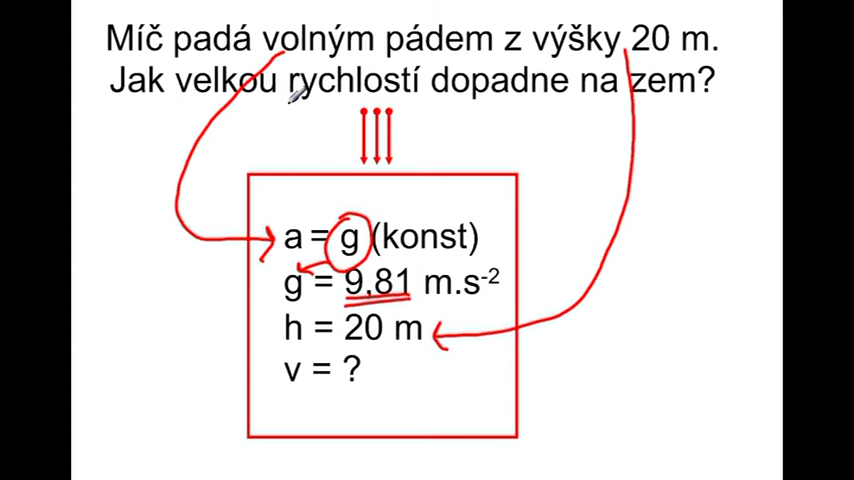 Míč padá volným pádem z výšky 20 m.
Jak velkou rychlostí dopadne na zem?
a = g (konst)
g = 9,81 m.s⁻²
h = 20 m
v = ?